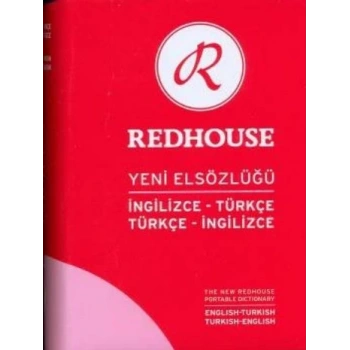 R
REDHOUSE
YENİ ELSÖZLÜĞÜ
İNGİLİZCE - TÜRKÇE
TÜRKÇE - İNGİLİZCE
THE NEW REDHOUSE
PORTABLE DICTIONARY
ENGLISH-TURKISH
TURKISH-ENGLISH